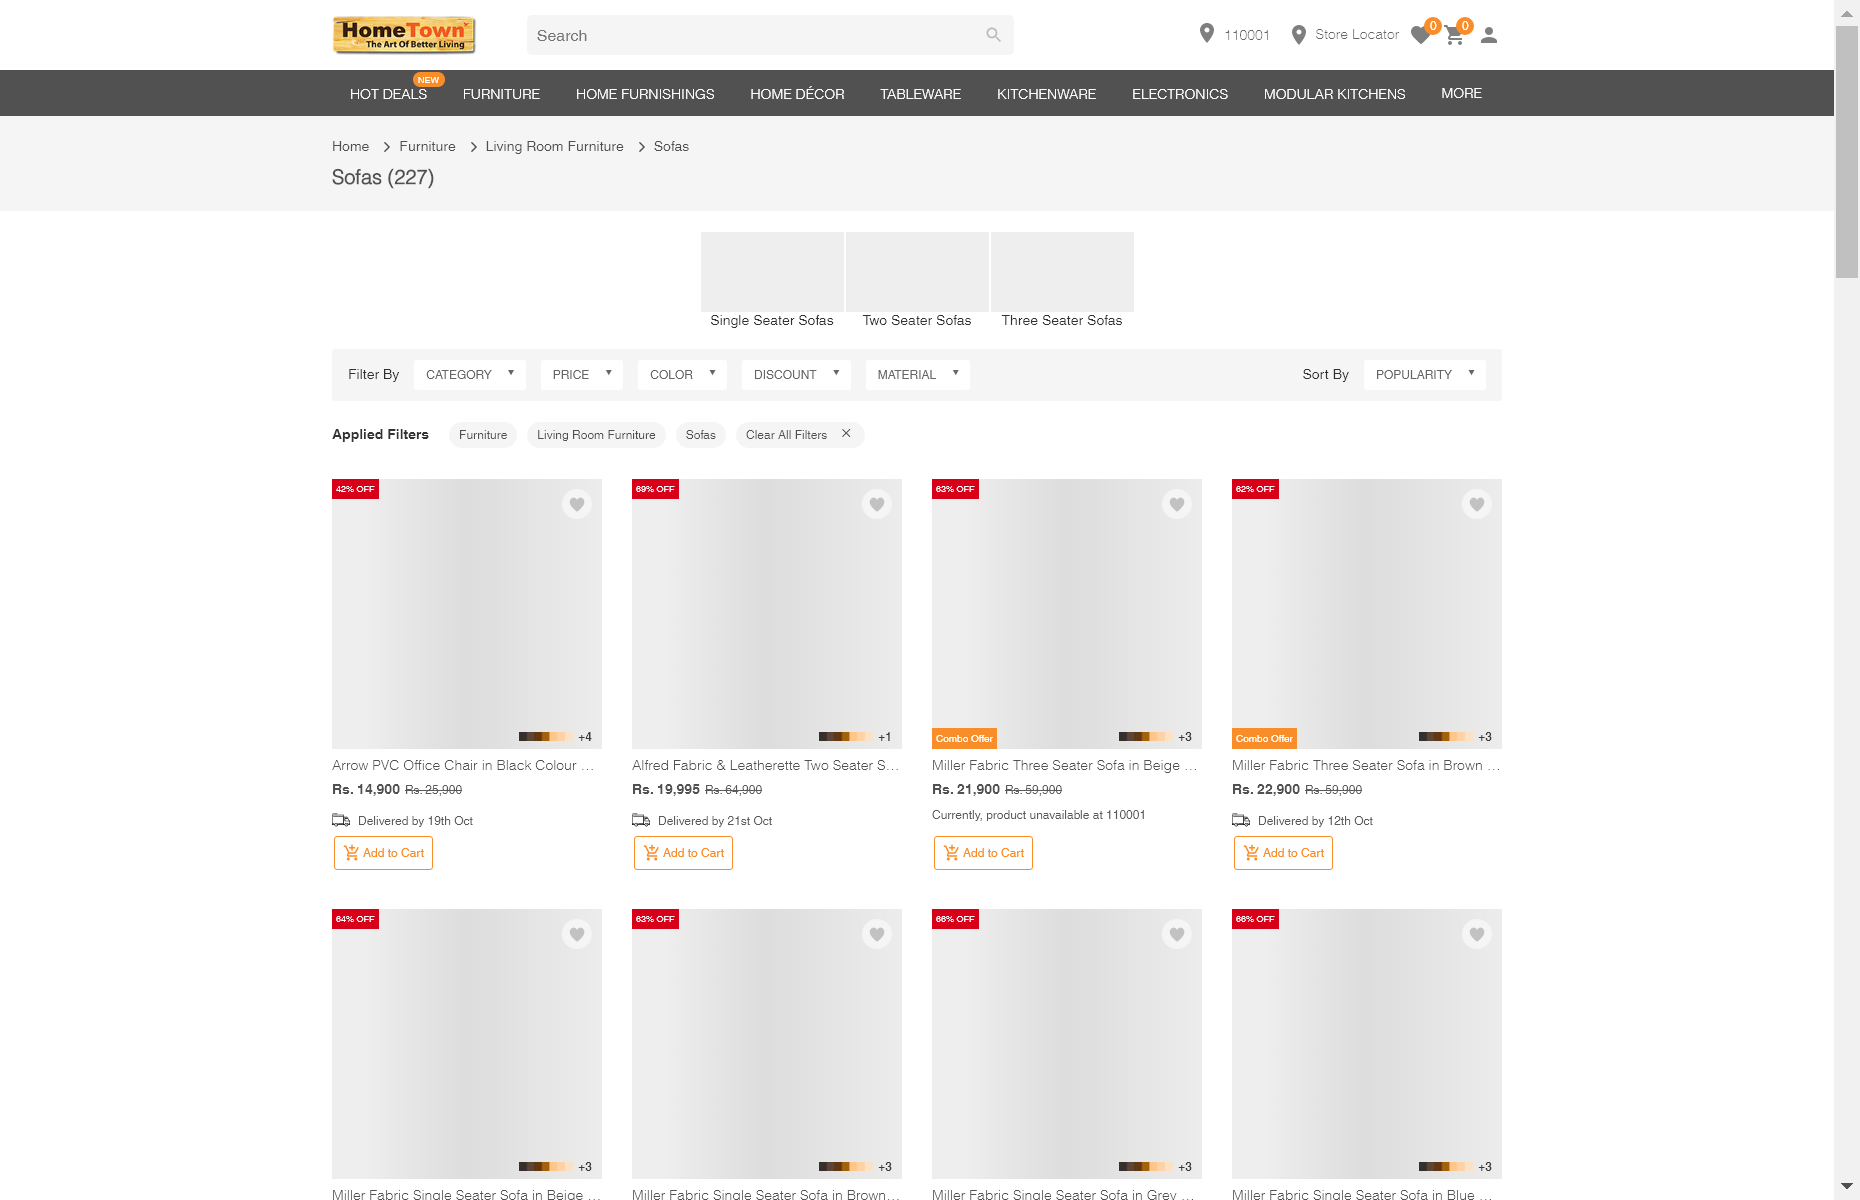 HomeTown
The Art Of Better Living
Search
110001
Store Locator
0
0
NEW
HOT DEALS
FURNITURE
HOME FURNISHINGS
HOME DÉCOR
TABLEWARE
KITCHENWARE
ELECTRONICS
MODULAR KITCHENS
MORE
Home > Furniture > Living Room Furniture > Sofas
Sofas (227)
Single Seater Sofas
Two Seater Sofas
Three Seater Sofas
Filter By
CATEGORY
PRICE
COLOR
DISCOUNT
MATERIAL
Sort By
POPULARITY
Applied Filters
Furniture
Living Room Furniture
Sofas
Clear All Filters ×
42% OFF
+4
Arrow PVC Office Chair in Black Colour ...
Rs. 14,900 Rs. 25,900
Delivered by 19th Oct
Add to Cart
69% OFF
+1
Alfred Fabric & Leatherette Two Seater S...
Rs. 19,995 Rs. 64,900
Delivered by 21st Oct
Add to Cart
63% OFF
Combo Offer
+3
Miller Fabric Three Seater Sofa in Beige ...
Rs. 21,900 Rs. 59,900
Currently, product unavailable at 110001
Add to Cart
62% OFF
Combo Offer
+3
Miller Fabric Three Seater Sofa in Brown ...
Rs. 22,900 Rs. 59,900
Delivered by 12th Oct
Add to Cart
64% OFF
+3
Miller Fabric Single Seater Sofa in Beige ...
63% OFF
+3
Miller Fabric Single Seater Sofa in Brown...
66% OFF
+3
Miller Fabric Single Seater Sofa in Grey ...
66% OFF
+3
Miller Fabric Single Seater Sofa in Blue ...